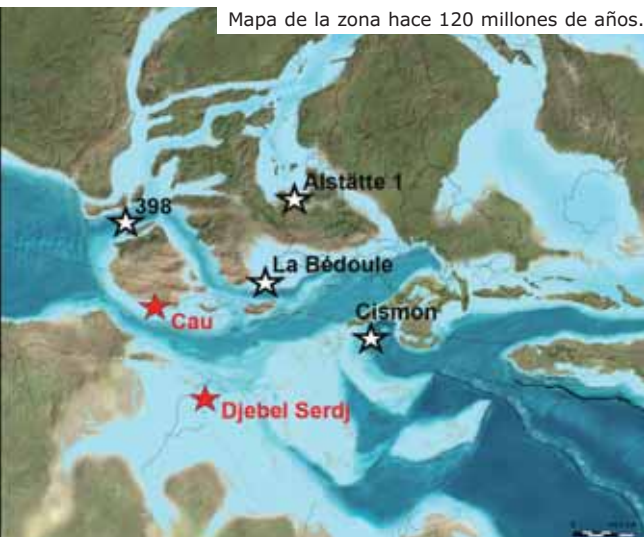 Mapa de la zona hace 120 millones de años.
Alstätte 1
398
La Bédoule
Cismon
Cau
Djebel Serdj